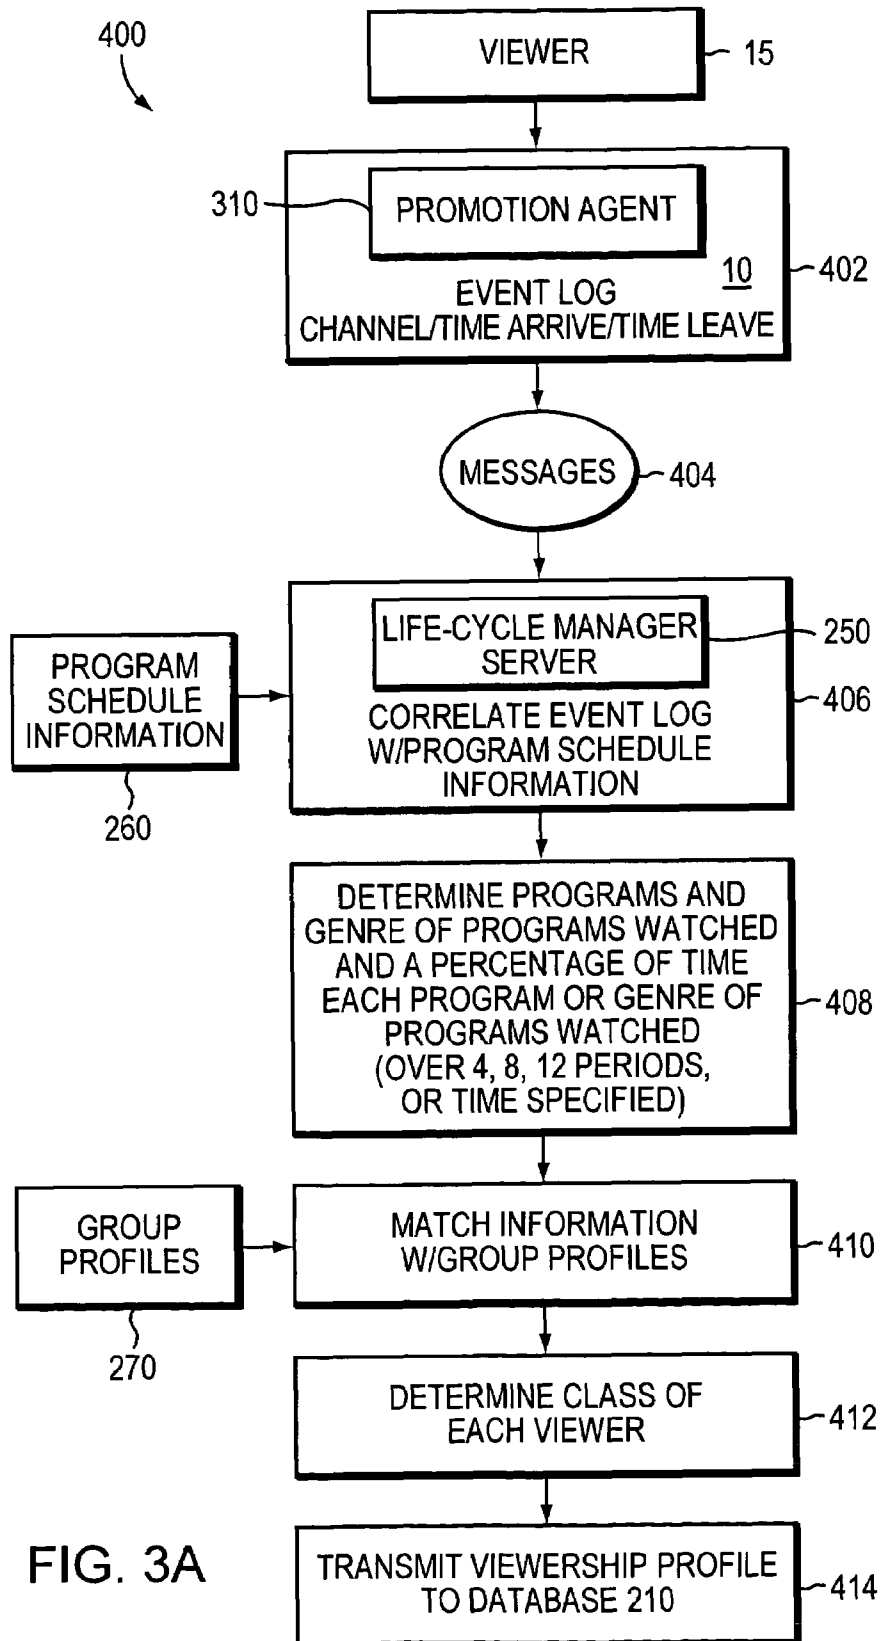 400
VIEWER
15
310
PROMOTION AGENT
10
402
EVENT LOG
CHANNEL/TIME ARRIVE/TIME LEAVE
MESSAGES
404
LIFE-CYCLE MANAGER
SERVER
250
PROGRAM
SCHEDULE
INFORMATION
260
406
CORRELATE EVENT LOG
W/PROGRAM SCHEDULE
INFORMATION
DETERMINE PROGRAMS AND
GENRE OF PROGRAMS WATCHED
AND A PERCENTAGE OF TIME
EACH PROGRAM OR GENRE OF
PROGRAMS WATCHED
(OVER 4, 8, 12 PERIODS,
OR TIME SPECIFIED)
408
GROUP
PROFILES
270
MATCH INFORMATION
W/GROUP PROFILES
410
DETERMINE CLASS OF
EACH VIEWER
412
FIG. 3A
TRANSMIT VIEWERSHIP PROFILE
TO DATABASE 210
414